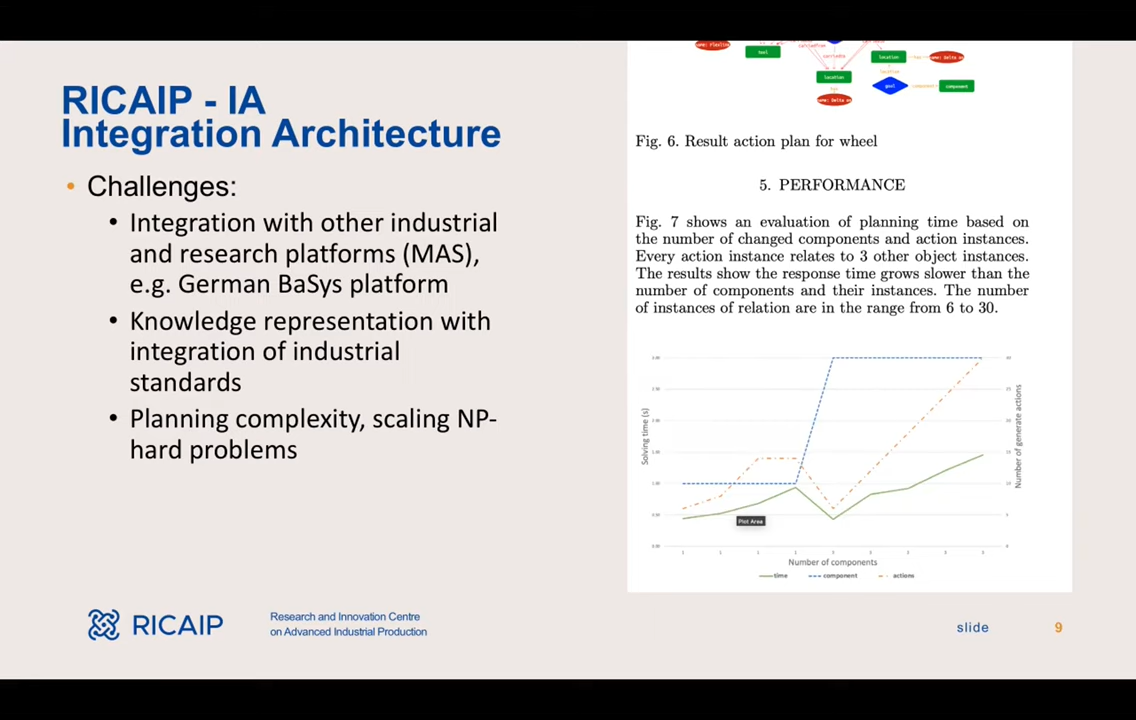 RICAIP - IA
Integration Architecture
Challenges:
Integration with other industrial
and research platforms (MAS),
e.g. German BaSys platform
Knowledge representation with
integration of industrial
standards
Planning complexity, scaling NP-
hard problems
location
location
goal
component
component
Fig. 6. Result action plan for wheel
5. PERFORMANCE
Fig. 7 shows an evaluation of planning time based on
the number of changed components and action instances.
Every action instance relates to 3 other object instances.
The results show the response time grows slower than the
number of components and their instances. The number
of instances of relation are in the range from 6 to 30.
Solving time (s)
Number of generate actions
Plot Area
Number of components
time
component
actions
RICAIP
Research and Innovation Centre
on Advanced Industrial Production
slide
9